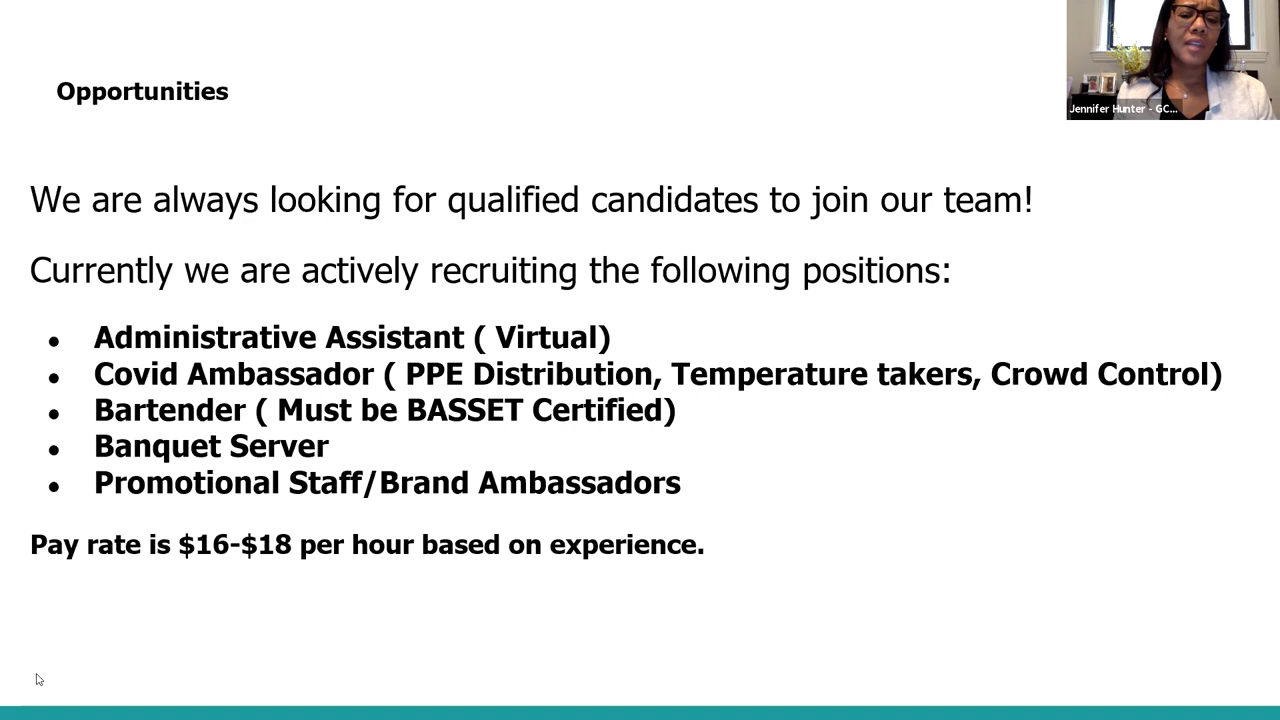 Opportunities
Jennifer Hunter - GC...
We are always looking for qualified candidates to join our team!
Currently we are actively recruiting the following positions:
● Administrative Assistant ( Virtual)
● Covid Ambassador ( PPE Distribution, Temperature takers, Crowd Control)
● Bartender ( Must be BASSET Certified)
● Banquet Server
● Promotional Staff/Brand Ambassadors
Pay rate is $16-$18 per hour based on experience.